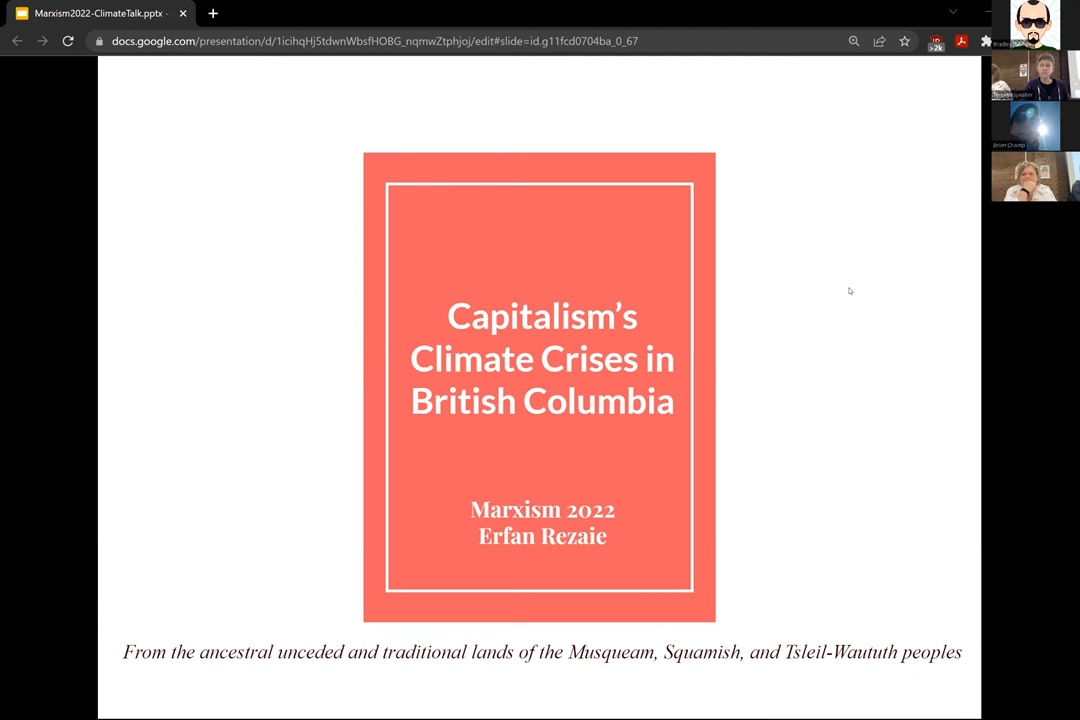 Marxism2022-ClimateTalk.pptx -
docs.google.com/presentation/d/1icihqHj5tdwnWbsfHOBG_nqmwZtphjoj/edit#slide=id.g11fcd0704ba_0_67
>2k
Capitalism's
Climate Crises in
British Columbia
Marxism 2022
Erfan Rezaie
From the ancestral unceded and traditional lands of the Musqueam, Squamish, and Tsleil-Waututh peoples